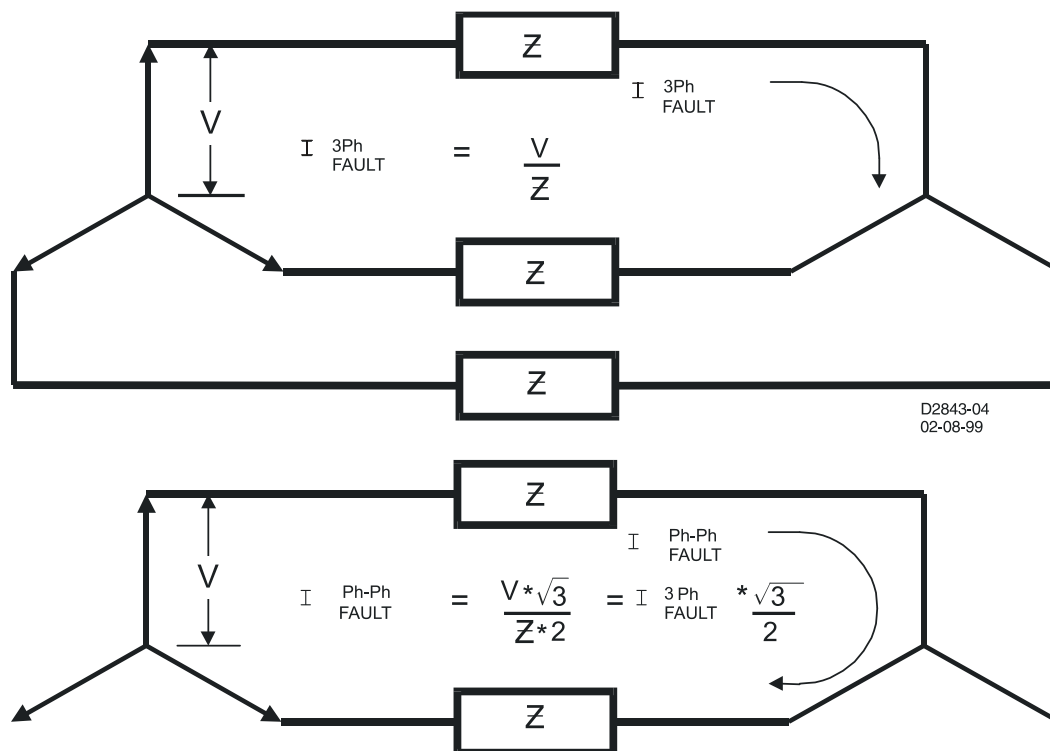 Z
I 3Ph
FAULT
V
I 3Ph
FAULT = V
Z
Z
Z
D2843-04
02-08-99
Z
I Ph-Ph
FAULT
V
I Ph-Ph
FAULT = V * √3
Z * 2
= I 3 Ph
FAULT * √3
2
Z